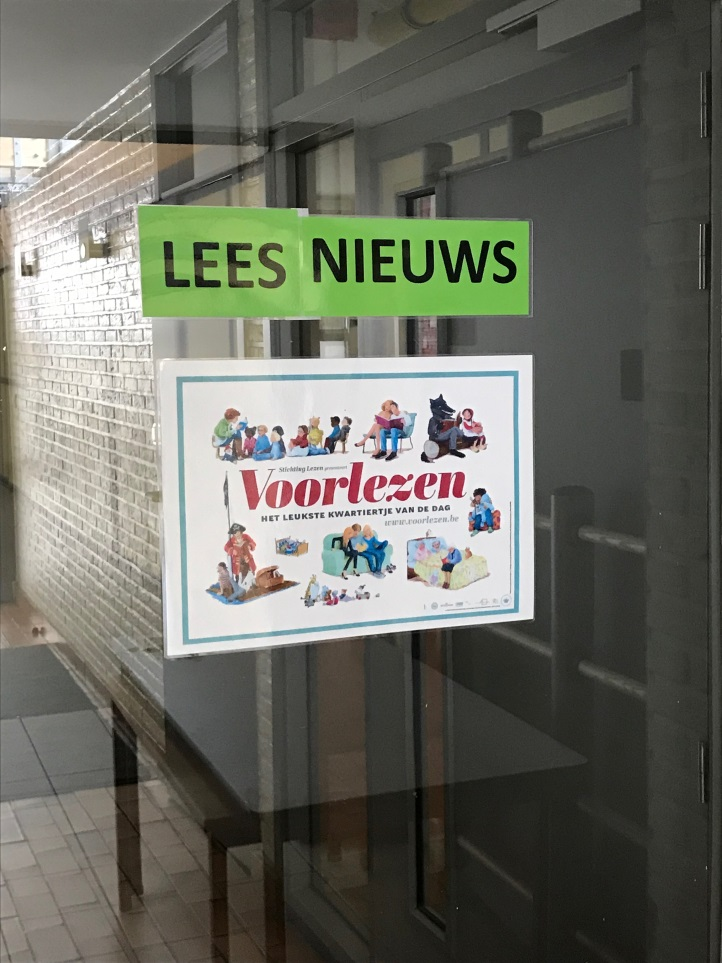 LEES NIEUWS
Stichting Lezen presenteert
Voorlezen
HET LEUKSTE KWARTIERTJE VAN DE DAG
www.voorlezen.be